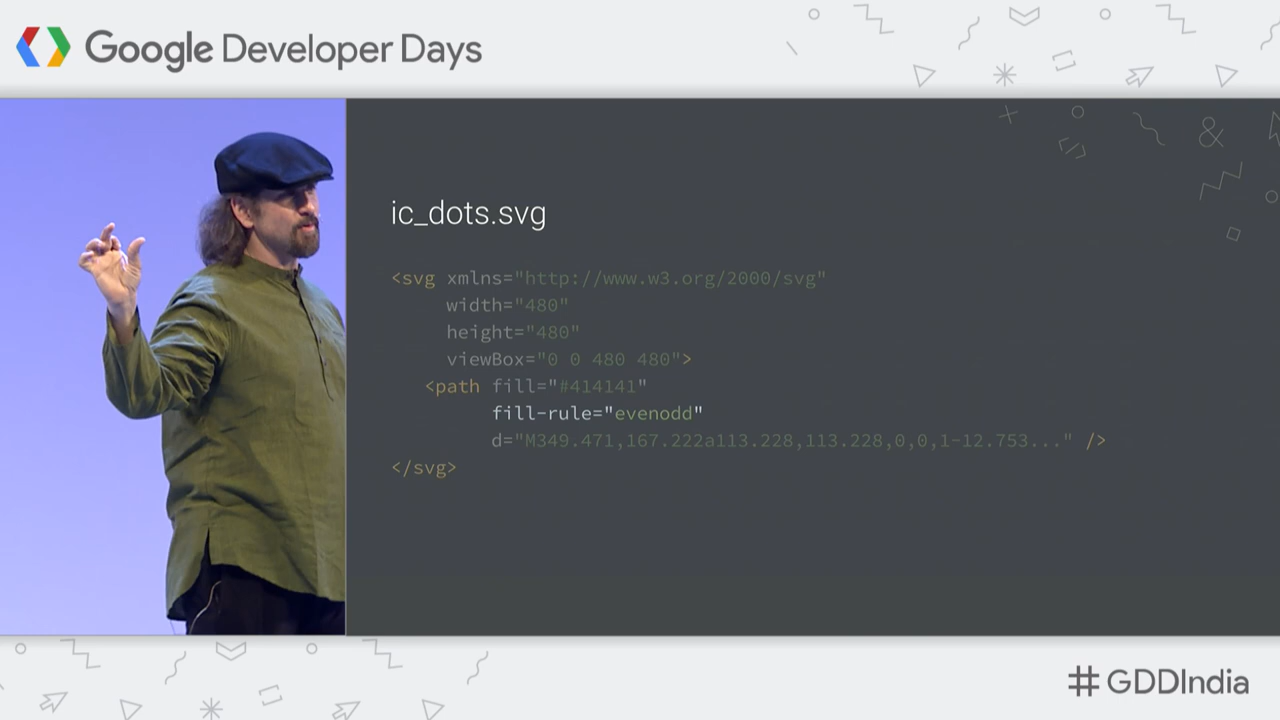 Google Developer Days
ic_dots.svg
<svg xmlns="http://www.w3.org/2000/svg"
width="480"
height="480"
viewBox="0 0 480 480">
<path fill="#414141"
fill-rule="evenodd"
d="M349.471,167.222a113.228,113.228,0,0,1-12.753..." />
</svg>
#GDDIndia